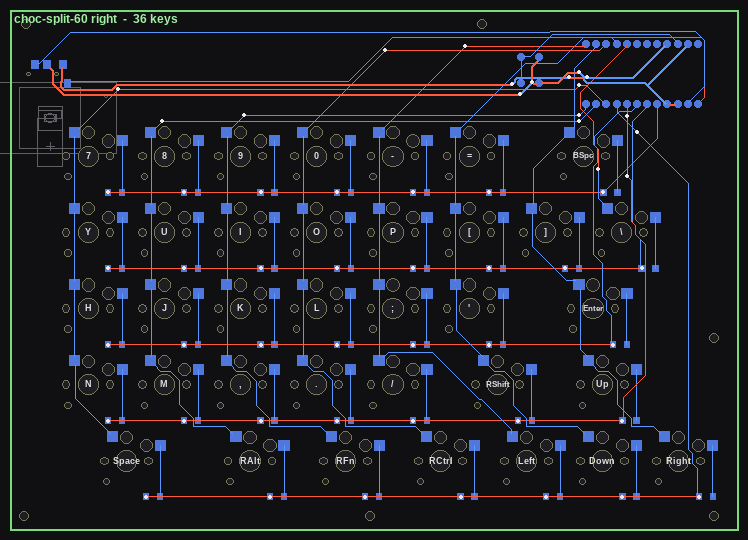 choc-split-60 right - 36 keys
7 8 9 0 - = BSpc
Y U I O P [ ] \
H J K L ; ' Enter
N M , . / RShift Up
Space RAlt RFn RCtrl Left Down Right